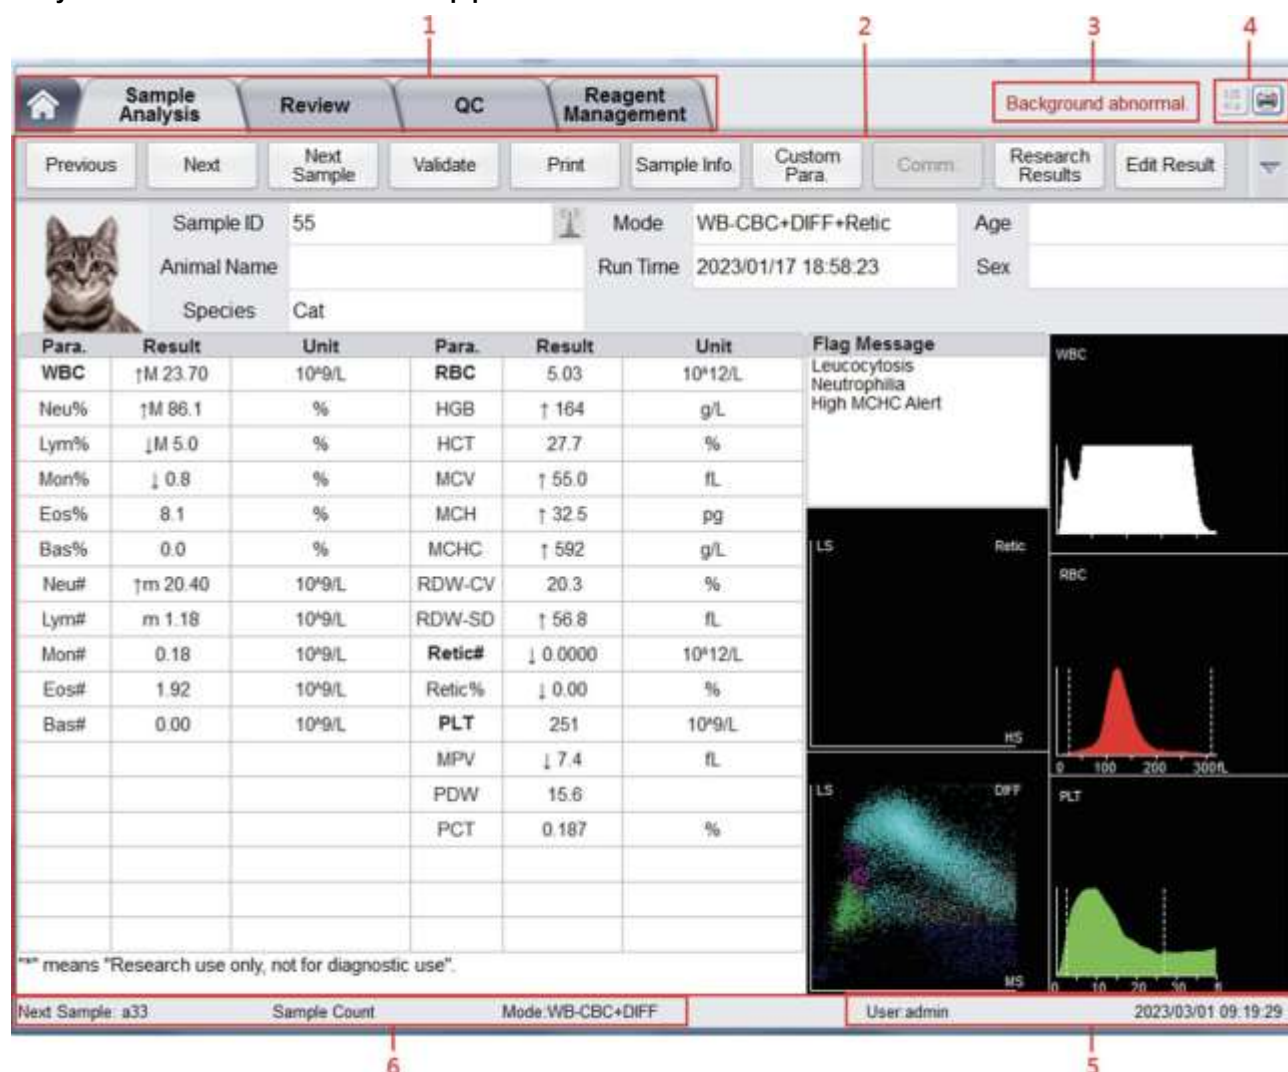 1 2 3 4
Sample Analysis Review QC Reagent Management Background abnormal.
Previous Next Next Sample Validate Print Sample Info. Custom Para. Comm. Research Results Edit Result
Sample ID 55 Mode WB-CBC+DIFF+Retic Age
Animal Name Run Time 2023/01/17 18:58:23 Sex
Species Cat
Para. Result Unit Para. Result Unit Flag Message
WBC ↑M 23.70 10^9/L RBC 5.03 10^12/L
Neu% ↑M 86.1 % HGB ↑ 164 g/L
Lym% ↓M 5.0 % HCT 27.7 %
Mon% ↓ 0.8 % MCV ↑ 55.0 fL
Eos% 8.1 % MCH ↑ 32.5 pg
Bas% 0.0 % MCHC ↑ 592 g/L
Neu# ↑m 20.40 10^9/L RDW-CV 20.3 %
Lym# m 1.18 10^9/L RDW-SD ↑ 56.8 fL
Mon# 0.18 10^9/L Retic# ↓ 0.0000 10^12/L
Eos# 1.92 10^9/L Retic% ↓ 0.00 %
Bas# 0.00 10^9/L PLT 251 10^9/L
MPV ↓ 7.4 fL
PDW 15.6
PCT 0.187 %
Leucocytosis
Neutrophilia
High MCHC Alert
LS Retic
HS
LS DIFF
MS
WBC
RBC
0 100 200 300fL
PLT
0 10 20 30 fl
"*" means "Research use only, not for diagnostic use".
Next Sample: a33 Sample Count Mode:WB-CBC+DIFF User:admin 2023/03/01 09:19:29
6 5